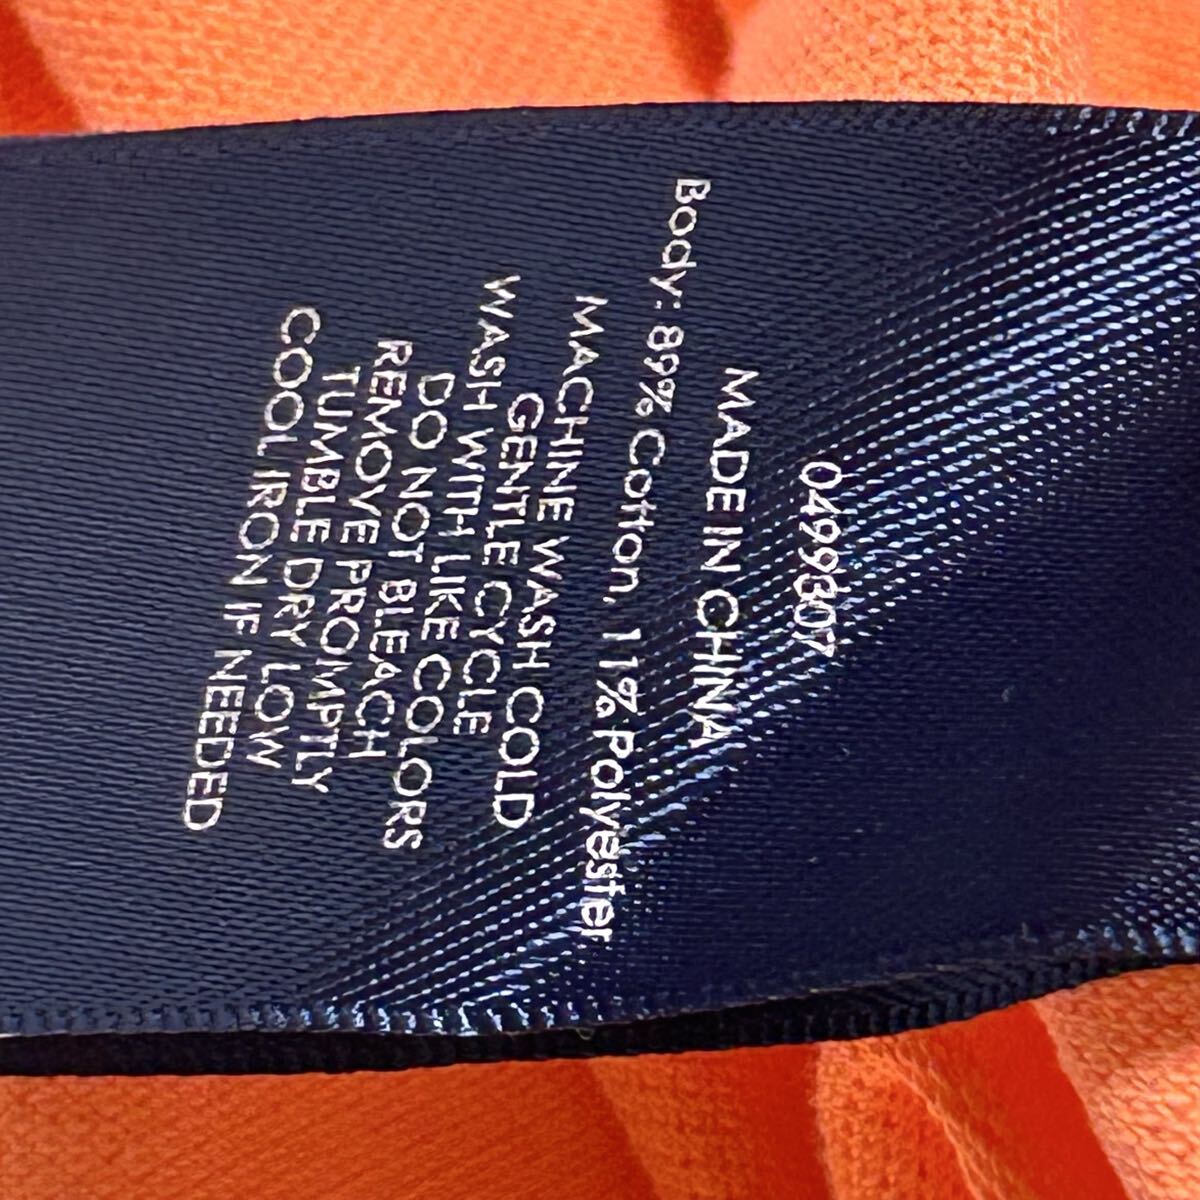 0499807
MADE IN CHINA
Body: 89% Cotton, 11% Polyester
MACHINE WASH COLD
GENTLE CYCLE
WASH WITH LIKE COLORS
DO NOT BLEACH
REMOVE PROMPTLY
TUMBLE DRY LOW
COOL IRON IF NEEDED